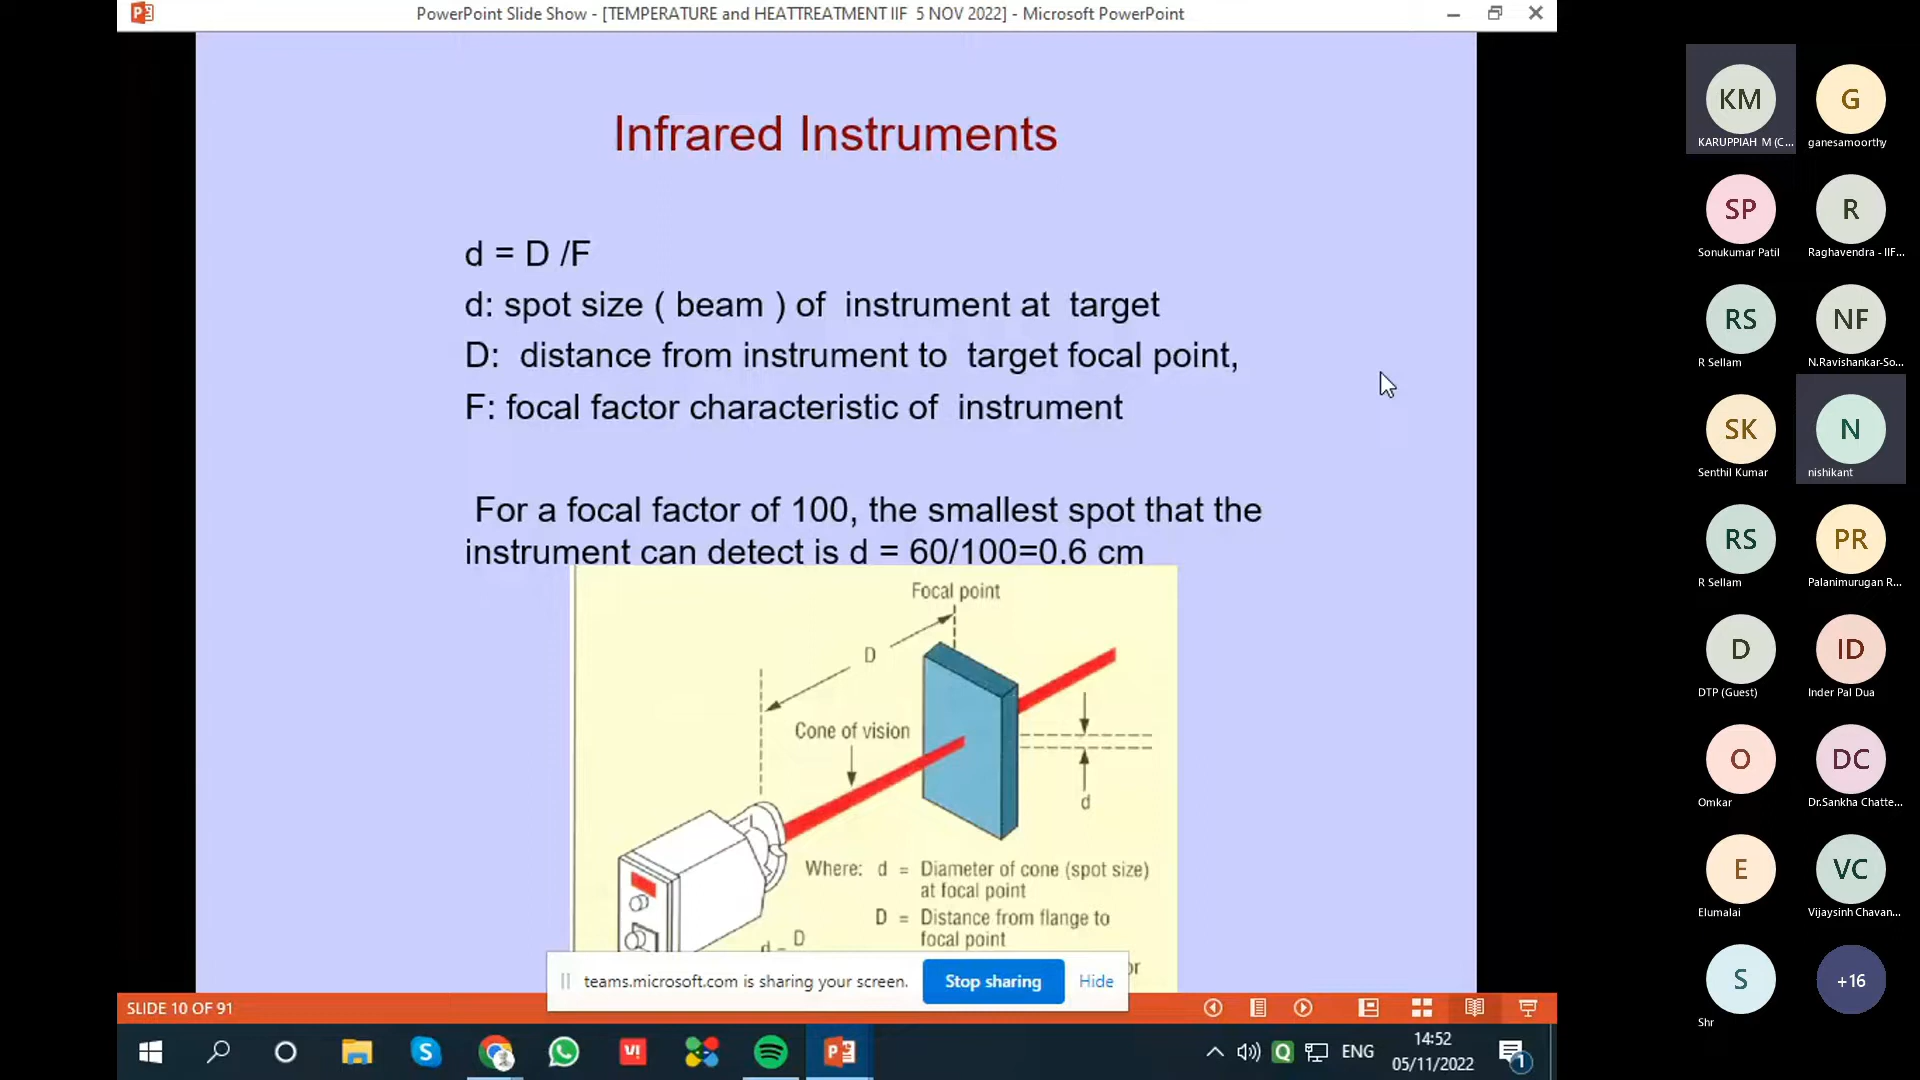 PowerPoint Slide Show - [TEMPERATURE and HEATTREATMENT IIF 5 NOV 2022] - Microsoft PowerPoint
Infrared Instruments
d = D /F
d: spot size ( beam ) of instrument at target
D: distance from instrument to target focal point,
F: focal factor characteristic of instrument
For a focal factor of 100, the smallest spot that the
instrument can detect is d = 60/100=0.6 cm
Focal point
D
Cone of vision
d
Where: d = Diameter of cone (spot size)
at focal point
D = Distance from flange to
focal point
D
teams.microsoft.com is sharing your screen.
Stop sharing
Hide
SLIDE 10 OF 91
ENG
14:52
05/11/2022
1
KM
KARUPPIAH M (C...
G
ganesamoorthy
SP
Sonukumar Patil
R
Raghavendra - IIF...
RS
R Sellam
NF
N.Ravishankar-So...
SK
Senthil Kumar
N
nishikant
RS
R Sellam
PR
Palanimurugan R...
D
DTP (Guest)
ID
Inder Pal Dua
O
Omkar
DC
Dr.Sankha Chatte...
E
Elumalai
VC
Vijaysinh Chavan...
S
Shr
+16